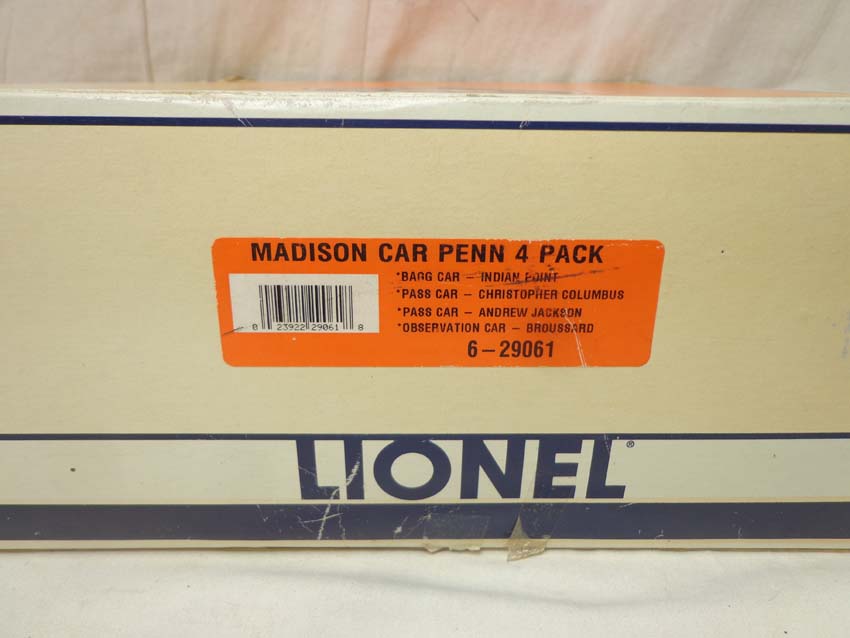 MADISON CAR PENN 4 PACK
*BAGG CAR – INDIAN POINT
*PASS CAR – CHRISTOPHER COLUMBUS
*PASS CAR – ANDREW JACKSON
*OBSERVATION CAR – BROUSSARD
0 23922 29061 8
6–29061
LIONEL®